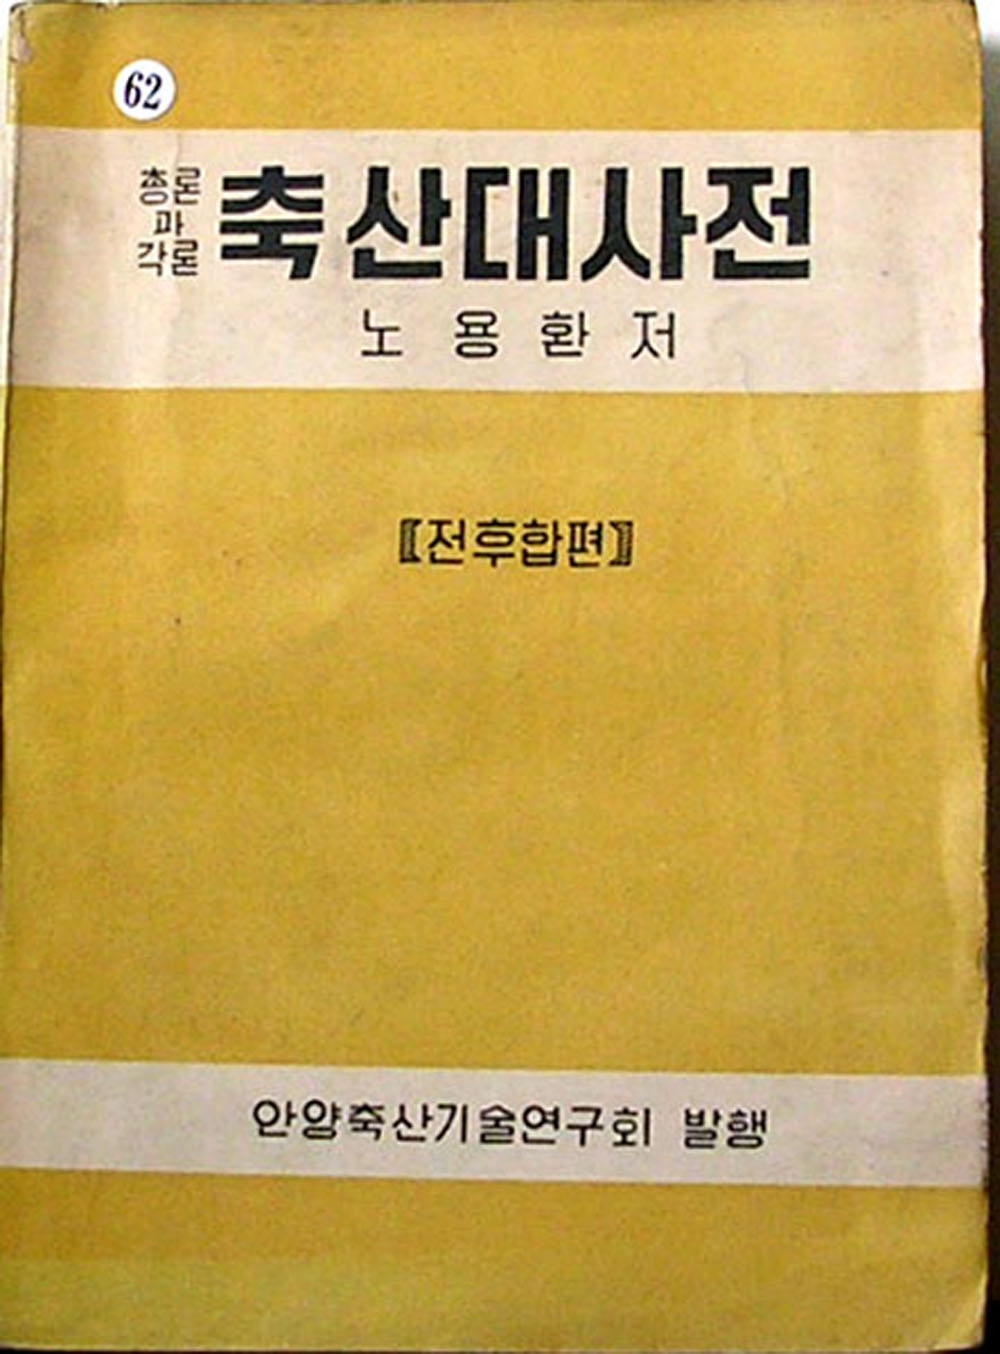 62
총론
과
각론
축산대사전
노용환 저
〖전후합편〗
안양축산기술연구회 발행